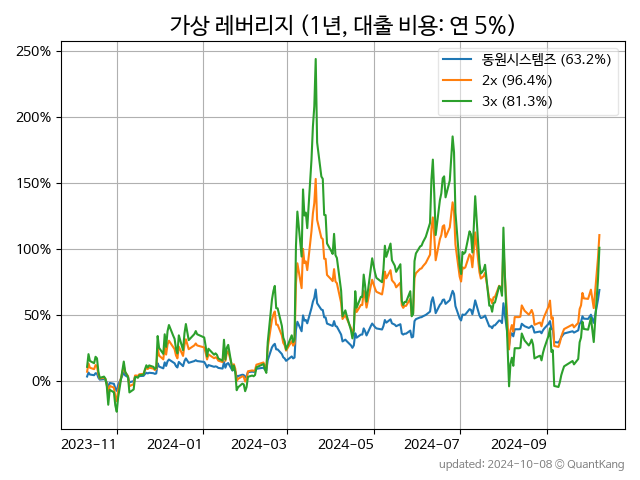 가상 레버리지 (1년, 대출 비용: 연 5%)
동원시스템즈 (63.2%)
2x (96.4%)
3x (81.3%)
250%
200%
150%
100%
50%
0%
2023-11 2024-01 2024-03 2024-05 2024-07 2024-09
updated: 2024-10-08 © QuantKang